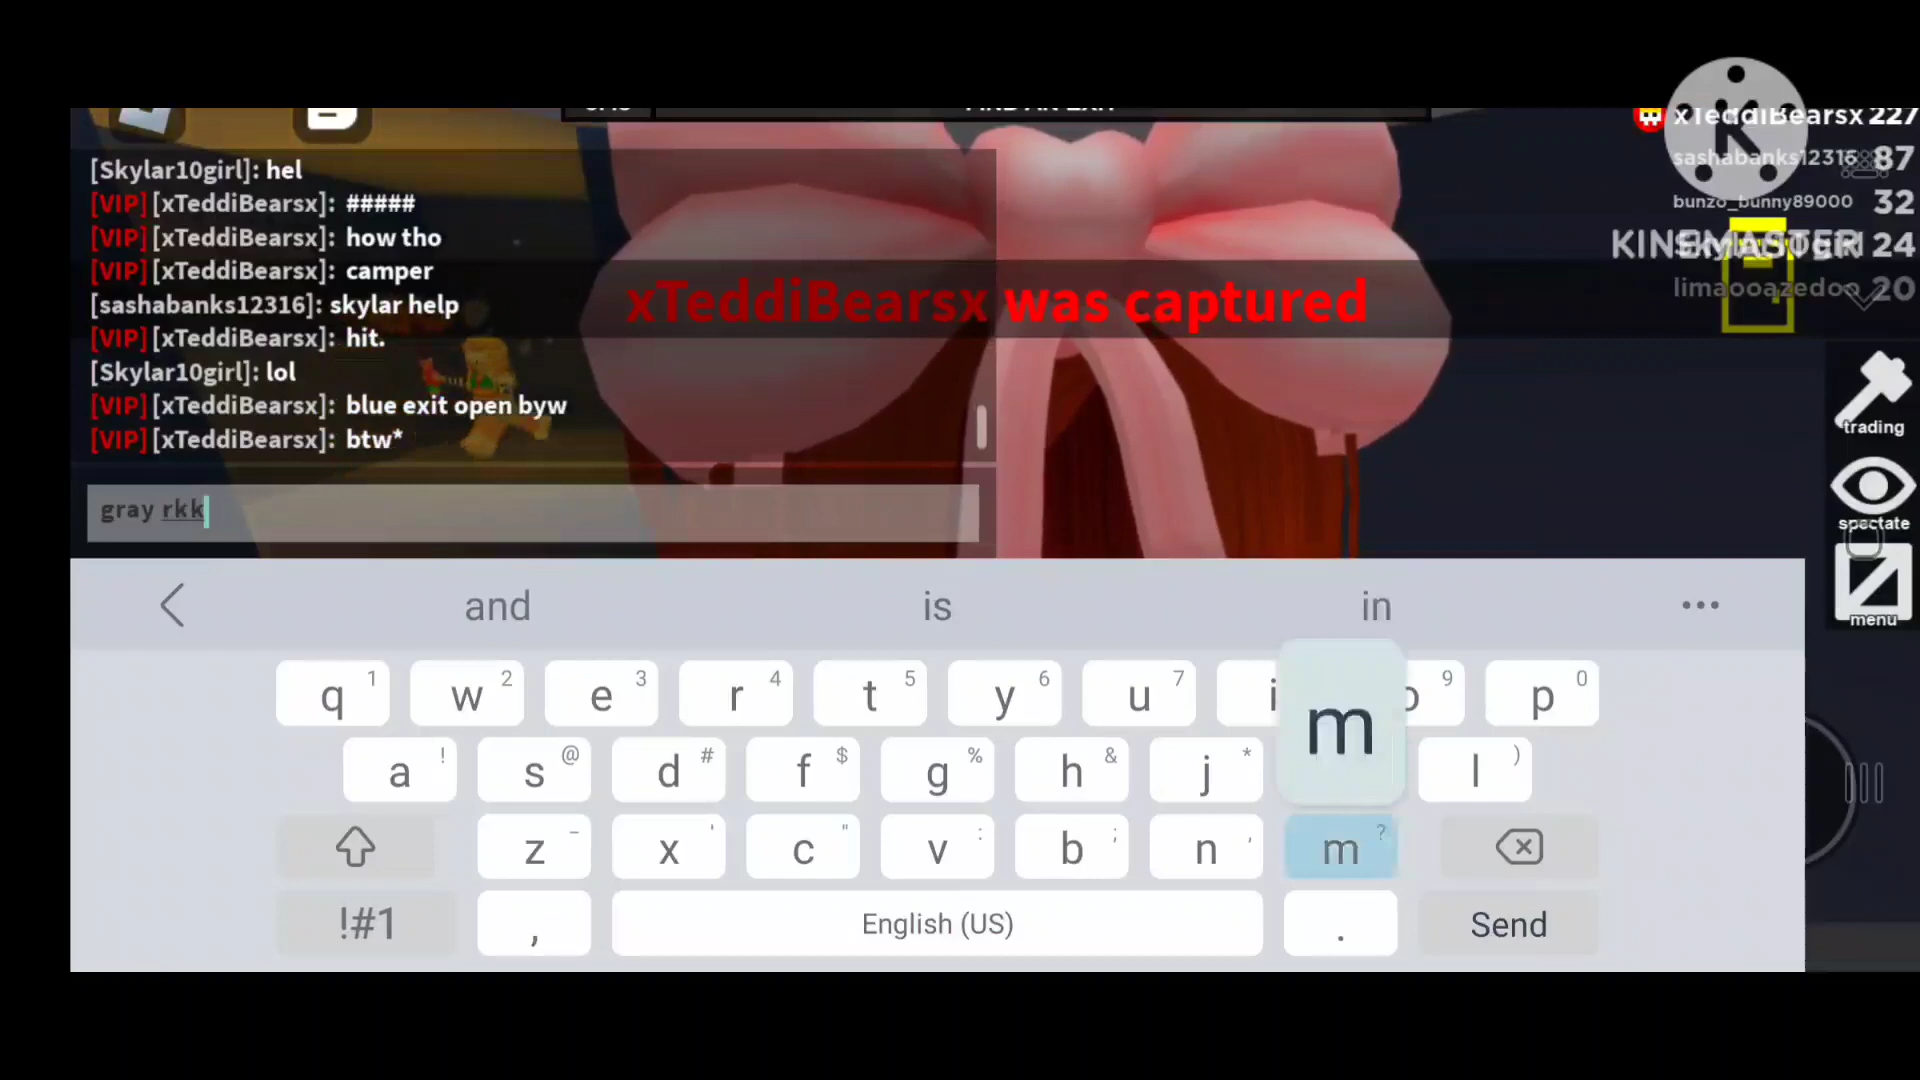 xTeddiBearsx 227
[Skylar10girl]: hel
sashabanks12316 87
[VIP] [xTeddiBearsx]: #####
bunzo_bunny89000 32
[VIP] [xTeddiBearsx]: how tho
KINEMASTER
24
[VIP] [xTeddiBearsx]: camper
limaooazedoo 20
[sashabanks12316]: skylar help
xTeddiBearsx was captured
[VIP] [xTeddiBearsx]: hit.
[Skylar10girl]: lol
[VIP] [xTeddiBearsx]: blue exit open byw
trading
[VIP] [xTeddiBearsx]: btw*
gray rkk
spectate
menu
and is in
q 1 w 2 e 3 r 4 t 5 y 6 u 7 i o 9 p 0
m
a ! s @ d # f $ g % h & j * l )
z - x ' c " v : b ; n , m ?
!#1 , English (US) . Send